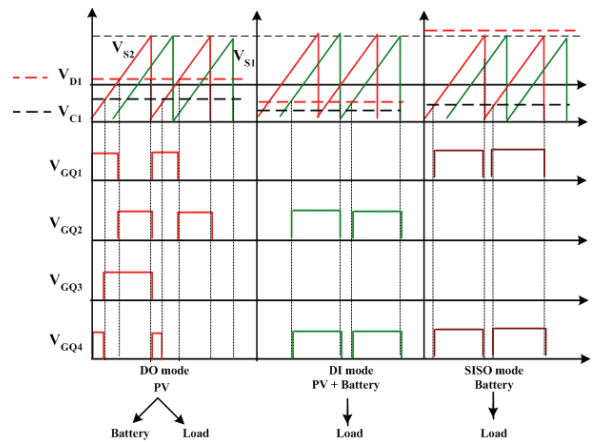 V_S2
V_S1
V_D1
V_C1
V_GQ1
V_GQ2
V_GQ3
V_GQ4
DO mode
PV
Battery Load
DI mode
PV + Battery
Load
SISO mode
Battery
Load